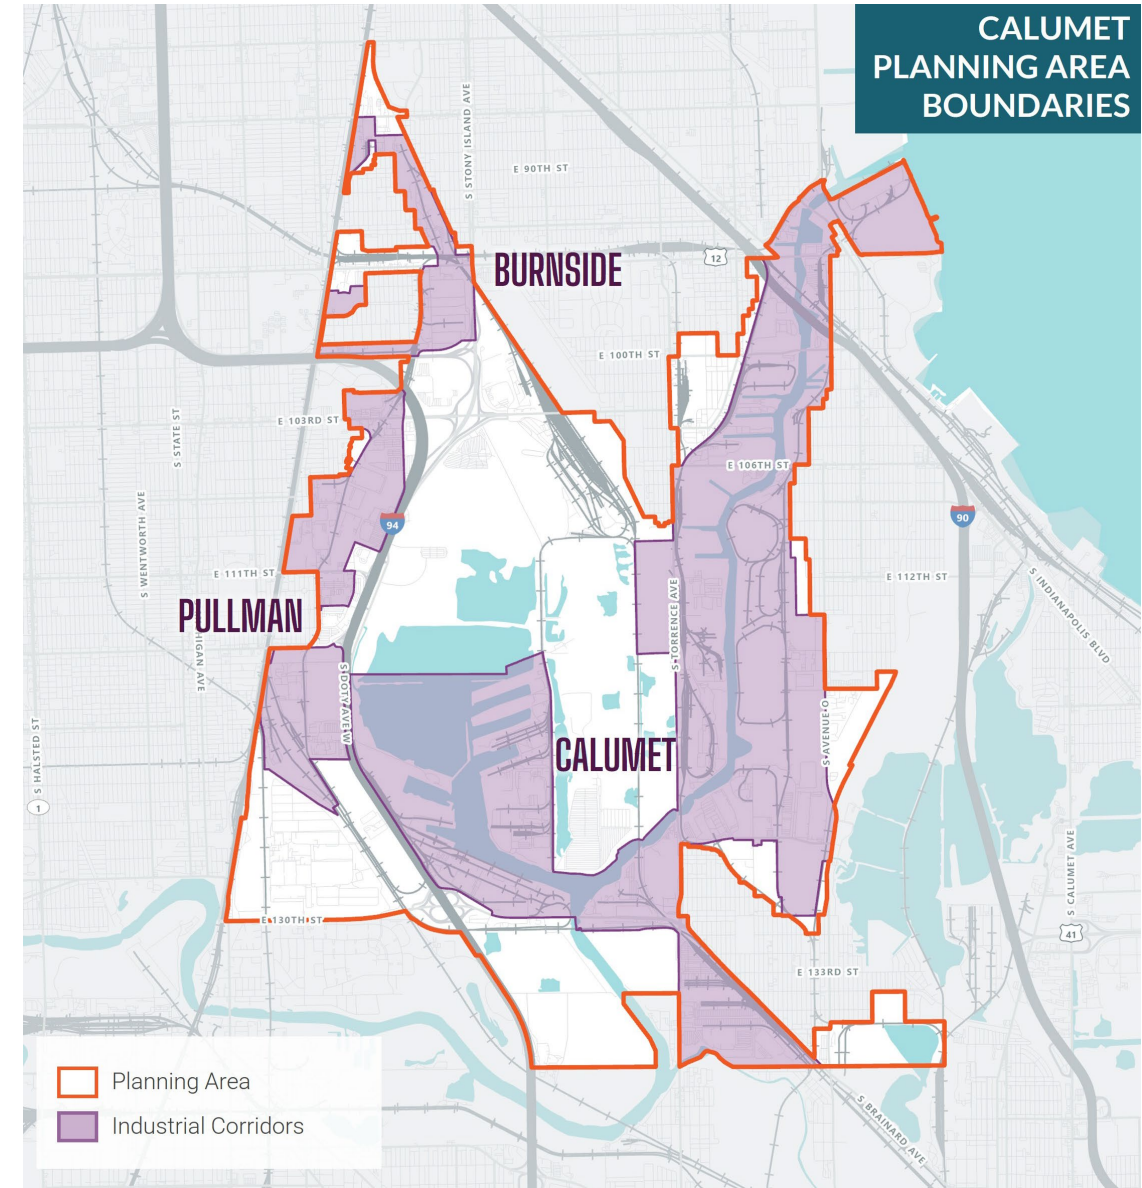 CALUMET
PLANNING AREA
BOUNDARIES
S STONY ISLAND AVE
E 90TH ST
12
BURNSIDE
E 100TH ST
E 103RD ST
S STATE ST
E 106TH ST
S WENTWORTH AVE
94
90
E 111TH ST
E 112TH ST
S INDIANAPOLIS BLVD
PULLMAN
HIGAN AVE
S TORRENCE AVE
S DOTY AVE W
S AVENUE O
CALUMET
S HALSTED ST
1
S CALUMET AVE
E 130TH ST
41
E 133RD ST
S BRAINARD AVE
Planning Area
Industrial Corridors